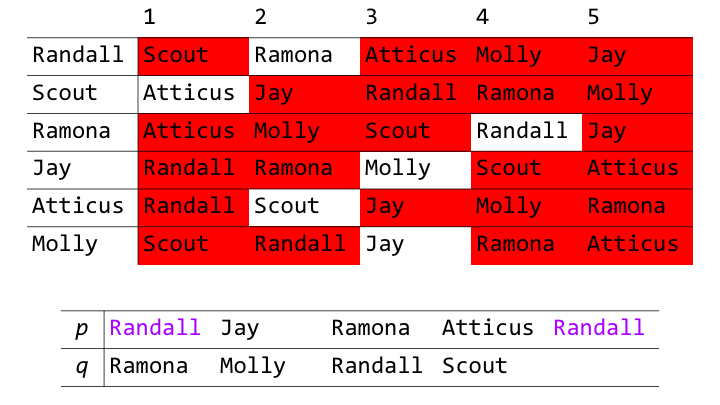 1 2 3 4 5
Randall Scout Ramona Atticus Molly Jay
Scout Atticus Jay Randall Ramona Molly
Ramona Atticus Molly Scout Randall Jay
Jay Randall Ramona Molly Scout Atticus
Atticus Randall Scout Jay Molly Ramona
Molly Scout Randall Jay Ramona Atticus
p Randall Jay Ramona Atticus Randall
q Ramona Molly Randall Scout